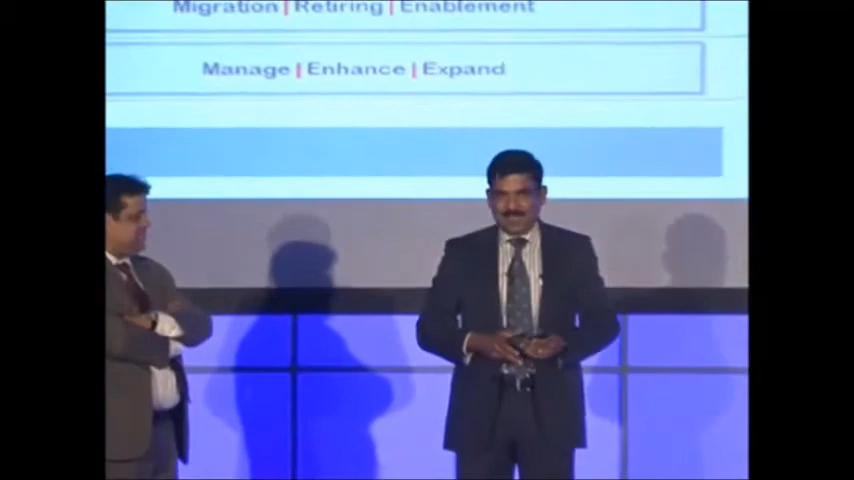 Migration | Retiring | Enablement
Manage | Enhance | Expand